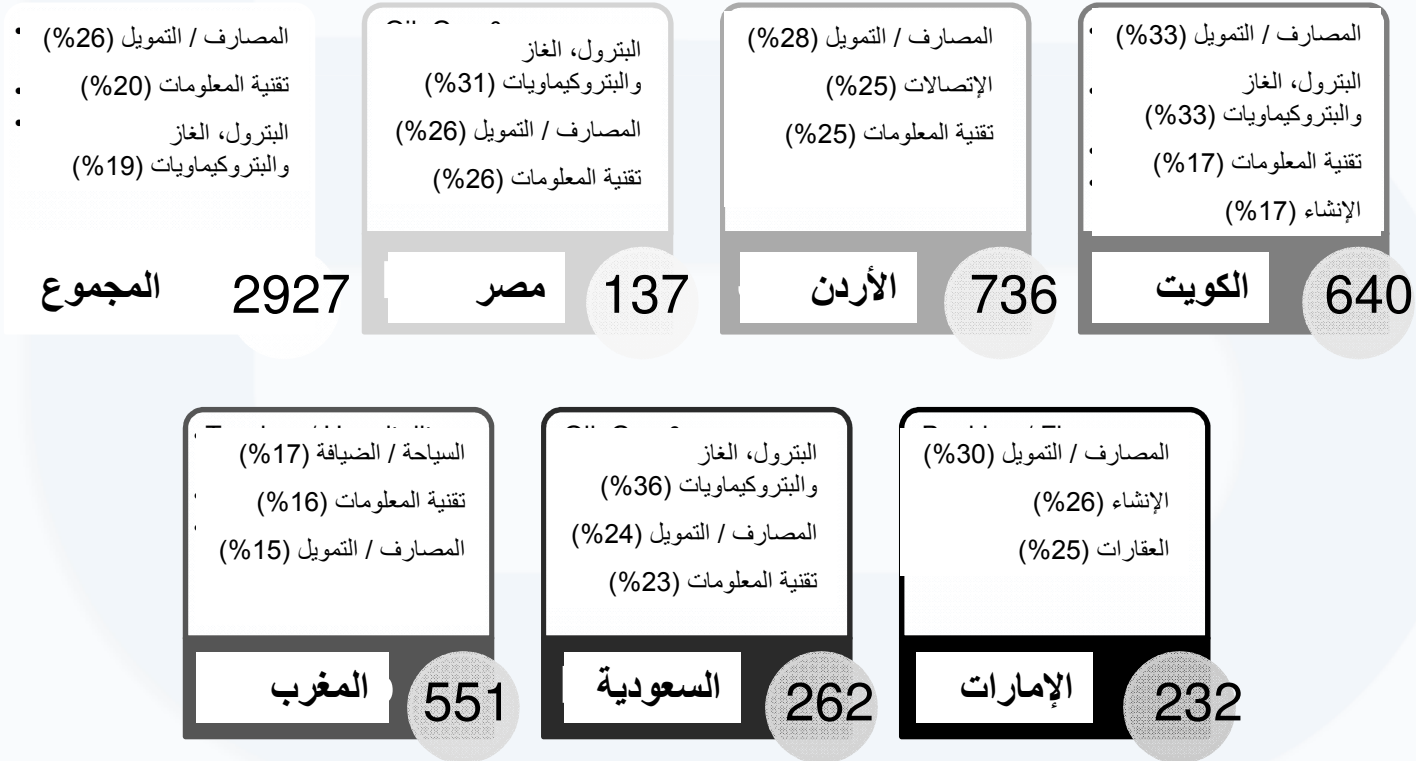 المصارف / التمويل (33%)
البترول، الغاز
والبتروكيماويات (33%)
تقنية المعلومات (17%)
الإنشاء (17%)
الكويت
640
المصارف / التمويل (28%)
الإتصالات (25%)
تقنية المعلومات (25%)
الأردن
736
البترول، الغاز
والبتروكيماويات (31%)
المصارف / التمويل (26%)
تقنية المعلومات (26%)
مصر
137
المصارف / التمويل (26%)
تقنية المعلومات (20%)
البترول، الغاز
والبتروكيماويات (19%)
المجموع
2927
المصارف / التمويل (30%)
الإنشاء (26%)
العقارات (25%)
الإمارات
232
البترول، الغاز
والبتروكيماويات (36%)
المصارف / التمويل (24%)
تقنية المعلومات (23%)
السعودية
262
السياحة / الضيافة (17%)
تقنية المعلومات (16%)
المصارف / التمويل (15%)
المغرب
551